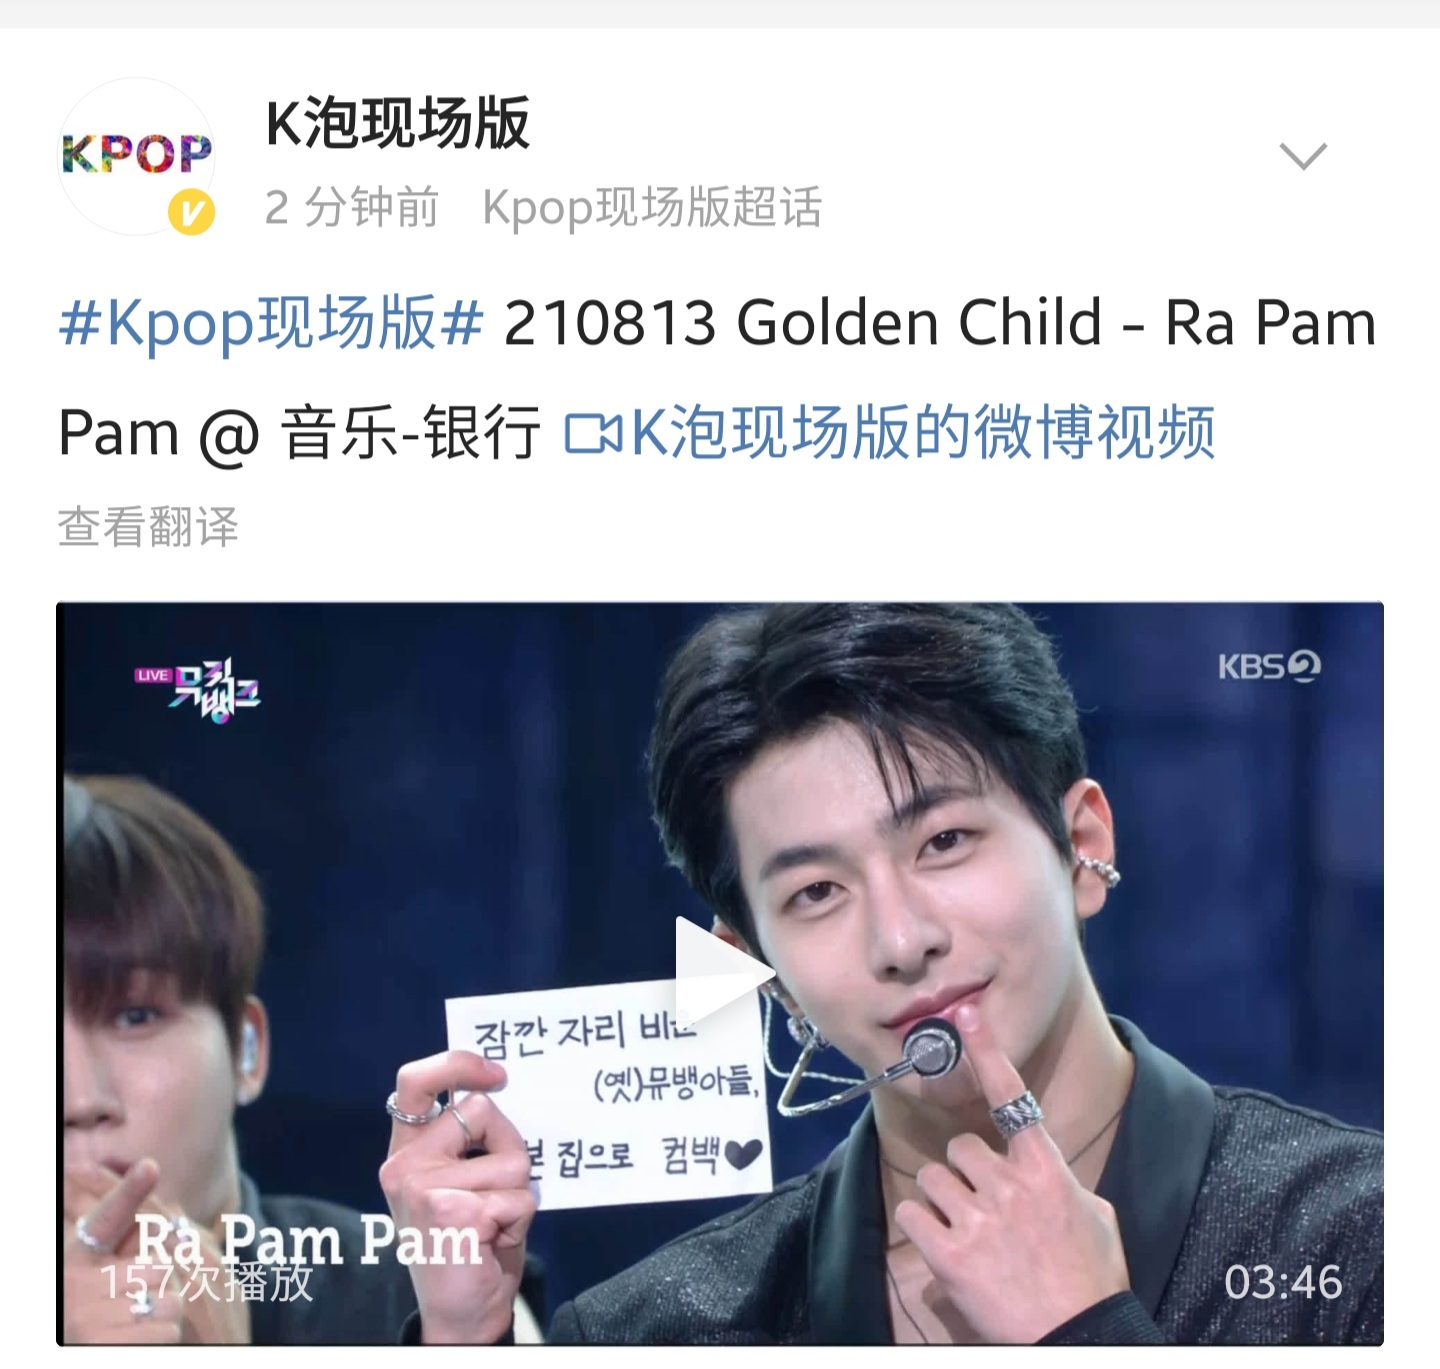 KPOP
K泡现场版
2 分钟前 Kpop现场版超话
#Kpop现场版# 210813 Golden Child - Ra Pam
Pam @ 音乐-银行 K泡现场版的微博视频
查看翻译
LIVE 뮤직
뱅크
KBS2
잠깐 자리
(옛)뮤뱅아들,
집으로 컴백♥
Ra Pam Pam
157次播放
03:46